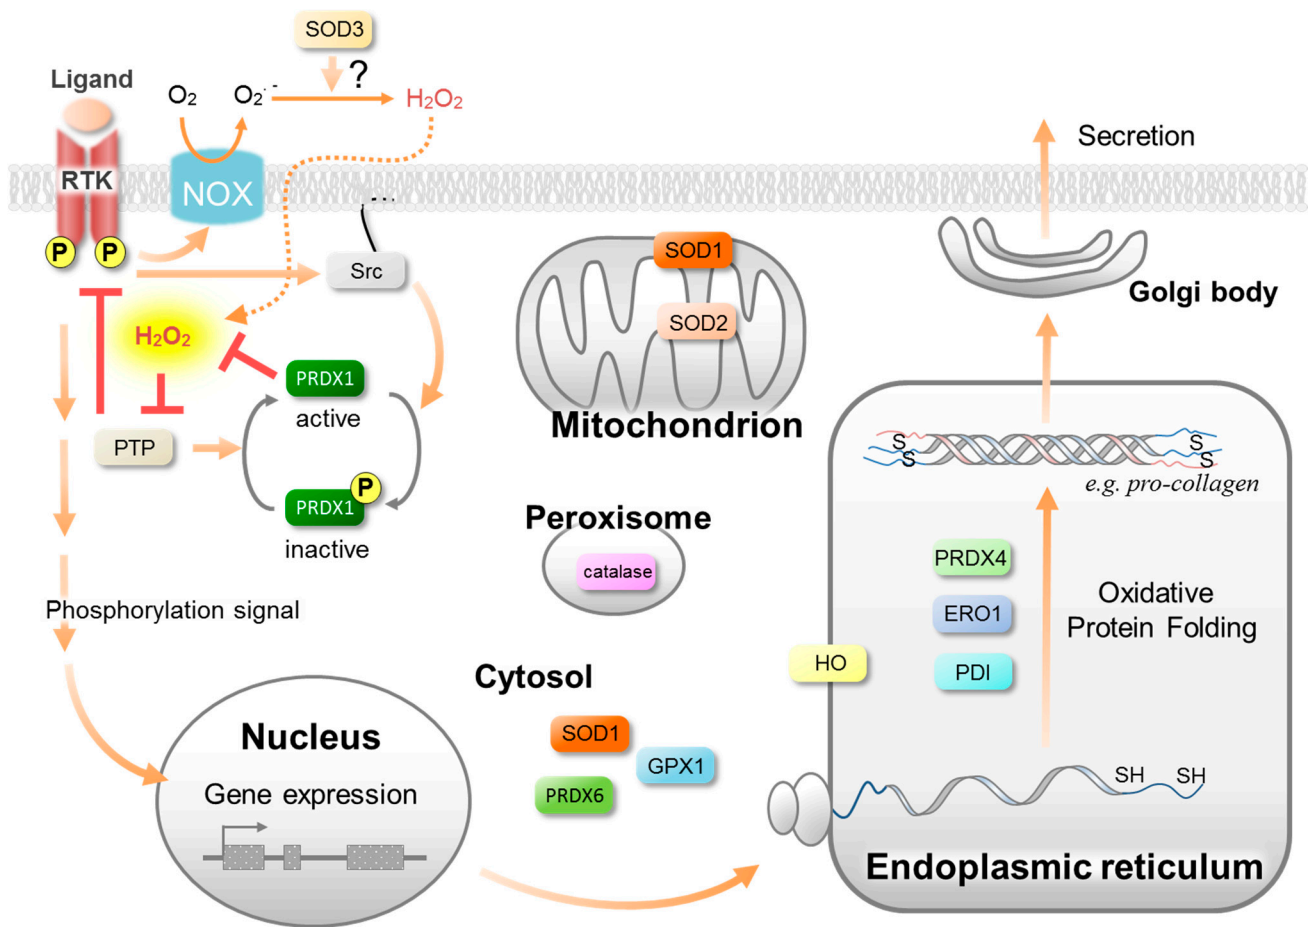 SOD3
?
Ligand
O₂
O₂·-
H₂O₂
RTK
NOX
P
P
Src
H₂O₂
PRDX1
active
PTP
P
PRDX1
inactive
Phosphorylation signal
Nucleus
Gene expression
SOD1
SOD2
Mitochondrion
Peroxisome
catalase
Cytosol
SOD1
GPX1
PRDX6
Secretion
Golgi body
S
S
S
S
e.g. pro-collagen
PRDX4
ERO1
PDI
Oxidative
Protein Folding
HO
SH
SH
Endoplasmic reticulum